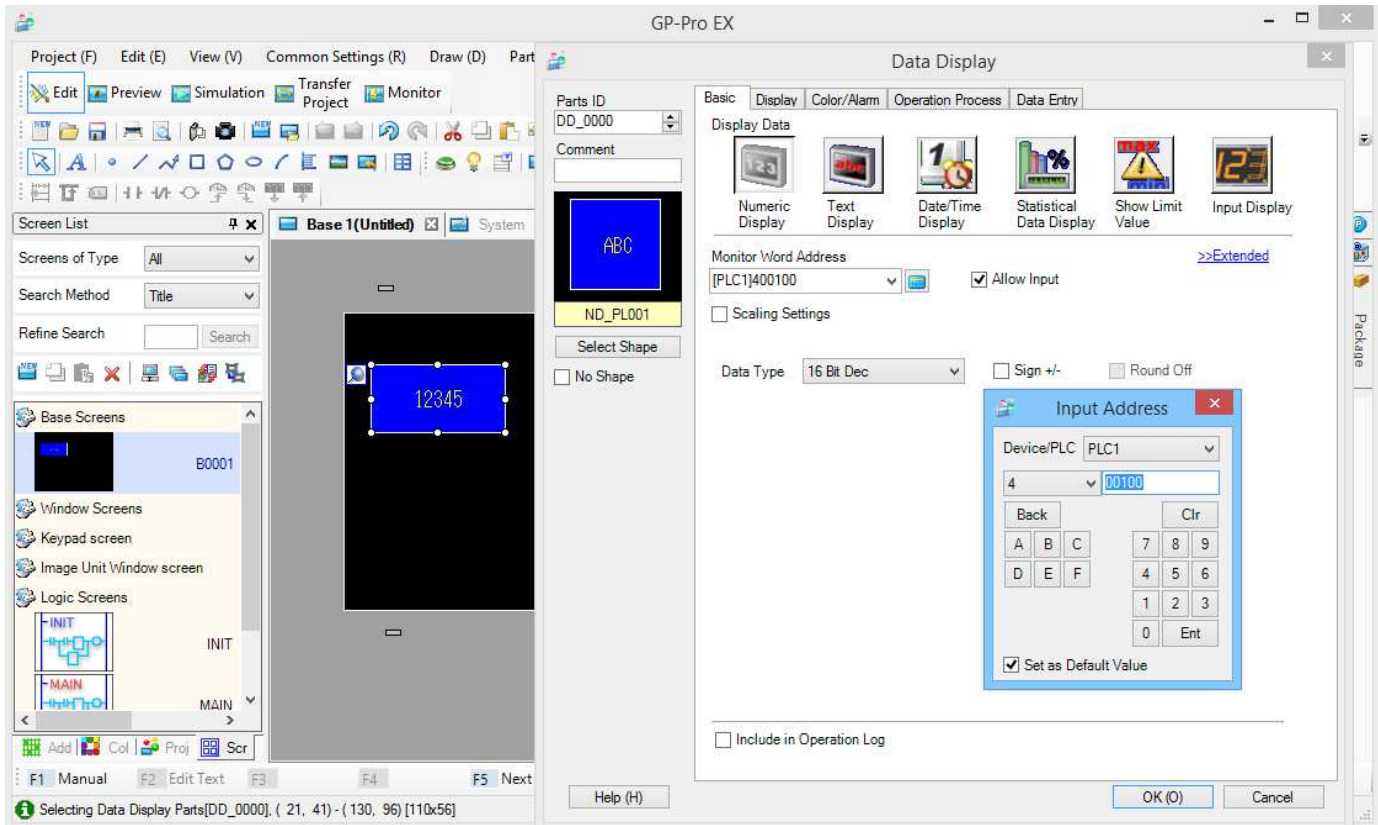 GP-Pro EX
Project (F) Edit (E) View (V) Common Settings (R) Draw (D) Part
Edit Preview Simulation Transfer Project Monitor
Screen List
Screens of Type All
Search Method Title
Refine Search Search
Base Screens
B0001
Window Screens
Keypad screen
Image Unit Window screen
Logic Screens
INIT
INIT
MAIN
MAIN
Add Col Proj Scr
Base 1(Untitled) System
12345
F1 Manual F2 Edit Text F3 F4 F5 Next
Selecting Data Display Parts[DD_0000], ( 21, 41) - ( 130, 96) [110x56]
Data Display
Parts ID
DD_0000
Comment
ABC
ND_PL001
Select Shape
No Shape
Basic Display Color/Alarm Operation Process Data Entry
Display Data
Numeric Display
Text Display
Date/Time Display
Statistical Data Display
Show Limit Value
Input Display
Monitor Word Address
>>Extended
[PLC1]400100
Allow Input
Scaling Settings
Data Type 16 Bit Dec
Sign +/-
Round Off
Input Address
Device/PLC PLC1
4 00100
Back Clr
A B C 7 8 9
D E F 4 5 6
1 2 3
0 Ent
Set as Default Value
Include in Operation Log
Help (H) OK (O) Cancel
Package